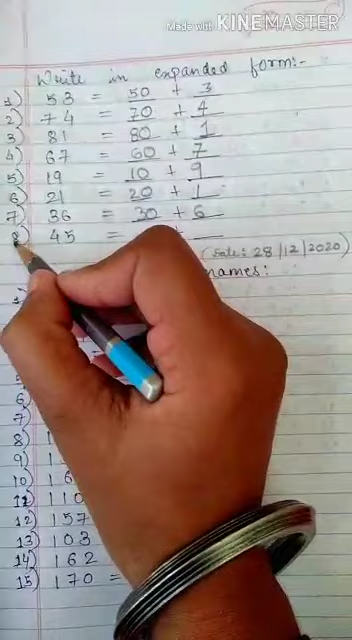 Made with KINEMASTER
Write in expanded form:-
1) 53 = 50 + 3
2) 74 = 70 + 4
3) 81 = 80 + 1
4) 67 = 60 + 7
5) 19 = 10 + 9
6) 21 = 20 + 1
7) 36 = 30 + 6
8) 45 = +
(Date: 28/12/2020)
names:
6)
7)
8) 1
9) 1
10) 16
11) 110
12) 157
13) 103
14) 162
15) 170 =